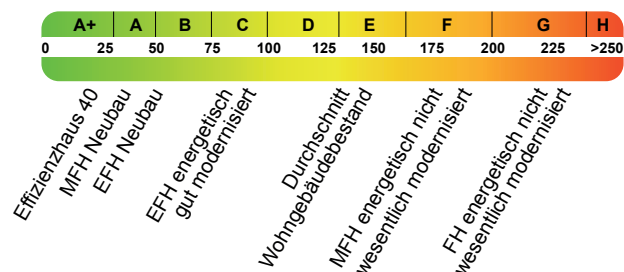 A+ A B C D E F G H
0 25 50 75 100 125 150 175 200 225 >250
Effizienzhaus 40
MFH Neubau
EFH Neubau
EFH energetisch
gut modernisiert
Durchschnitt
Wohngebäudebestand
MFH energetisch nicht
wesentlich modernisiert
FH energetisch nicht
wesentlich modernisiert